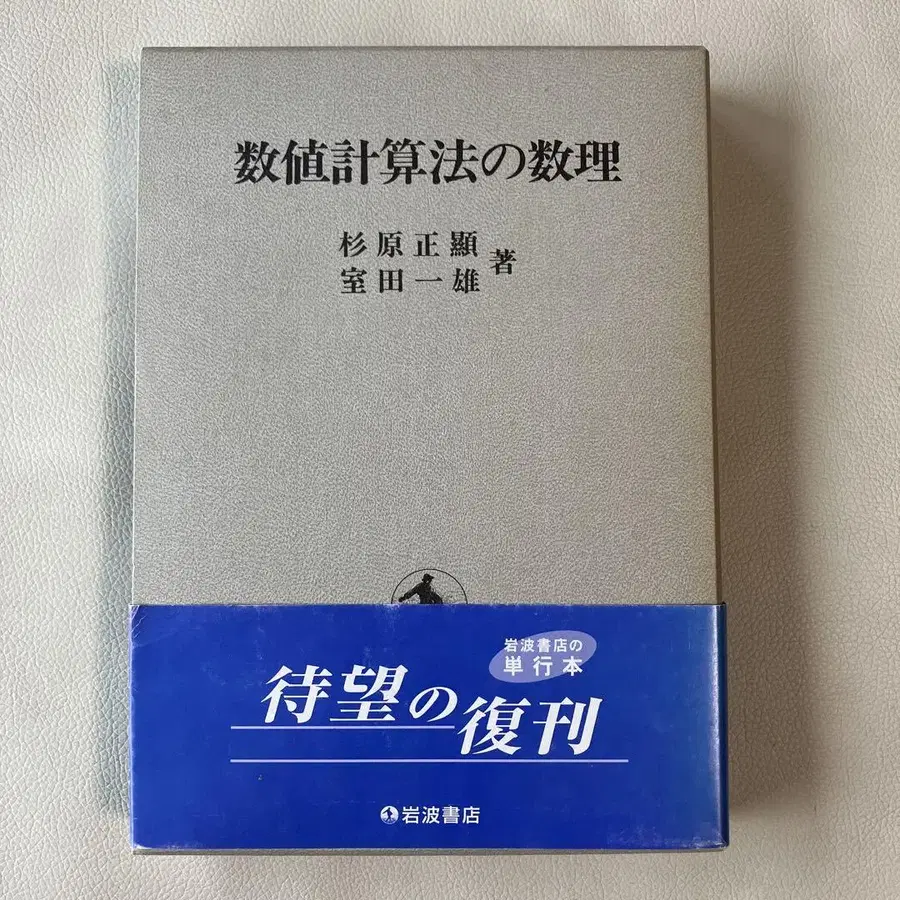 数値計算法の数理
杉原正顯
室田一雄
著
岩波書店の
単行本
待望の
復刊
岩波書店